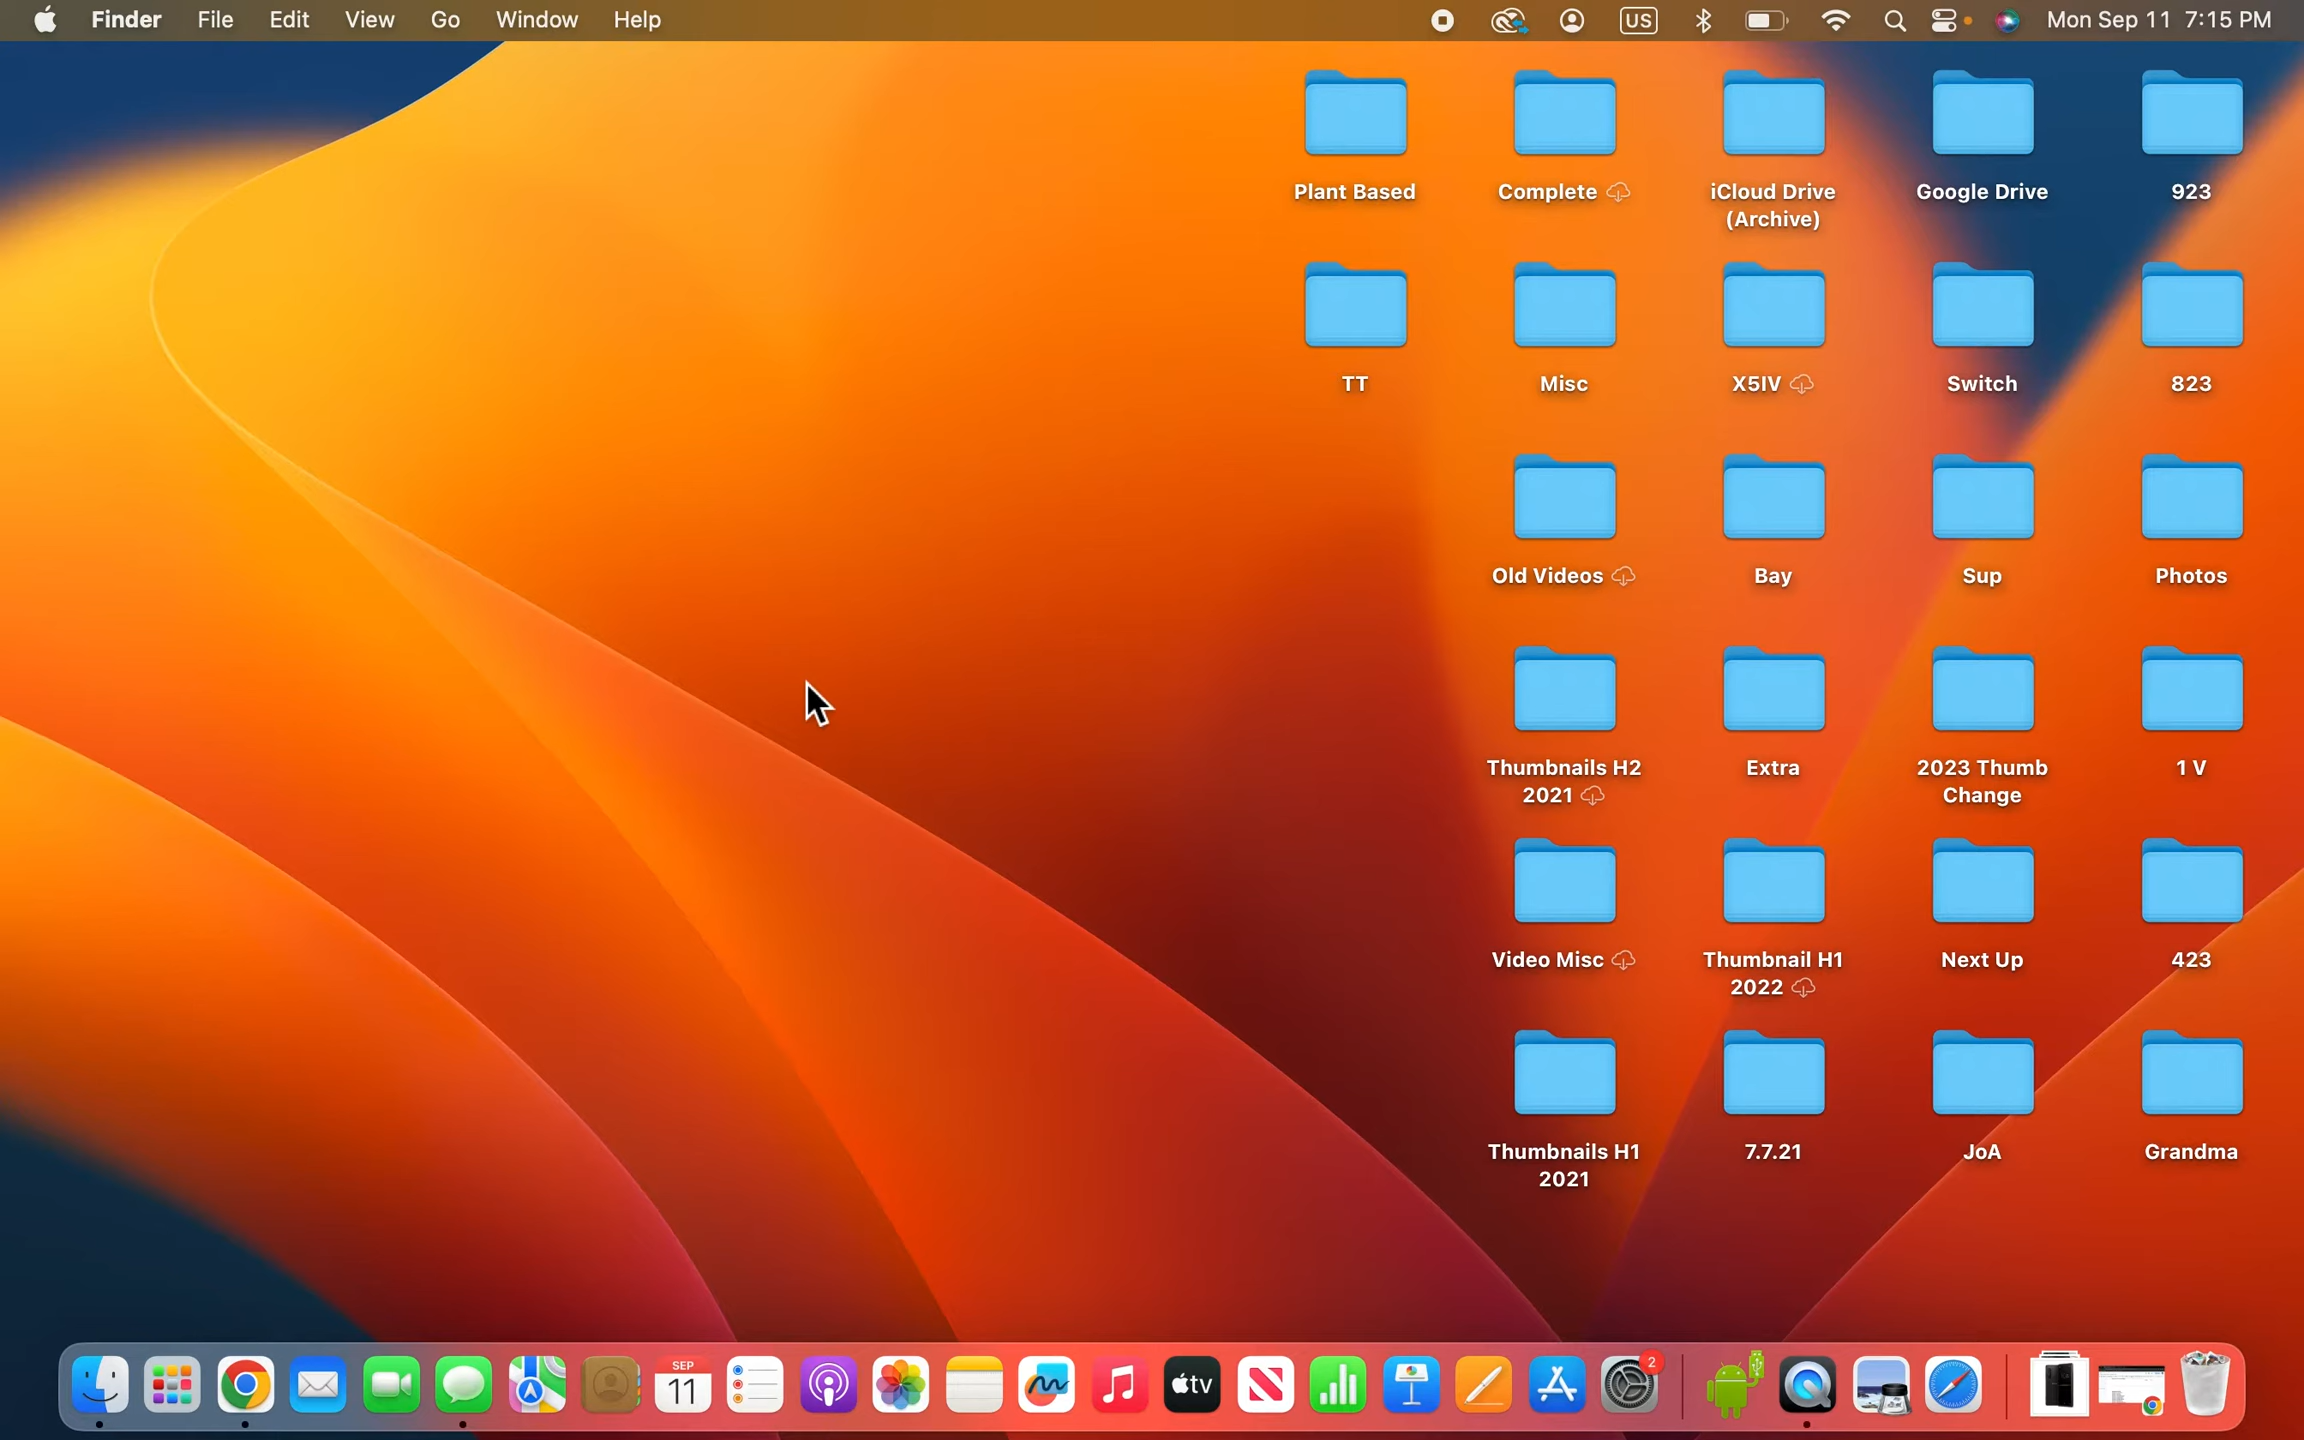 Finder File Edit View Go Window Help US Mon Sep 11 7:15 PM
Plant Based
Complete
iCloud Drive
(Archive)
Google Drive
923
TT
Misc
X5IV
Switch
823
Old Videos
Bay
Sup
Photos
Thumbnails H2
2021
Extra
2023 Thumb
Change
1 V
Video Misc
Thumbnail H1
2022
Next Up
423
Thumbnails H1
2021
7.7.21
JoA
Grandma
SEP
11
tv
2